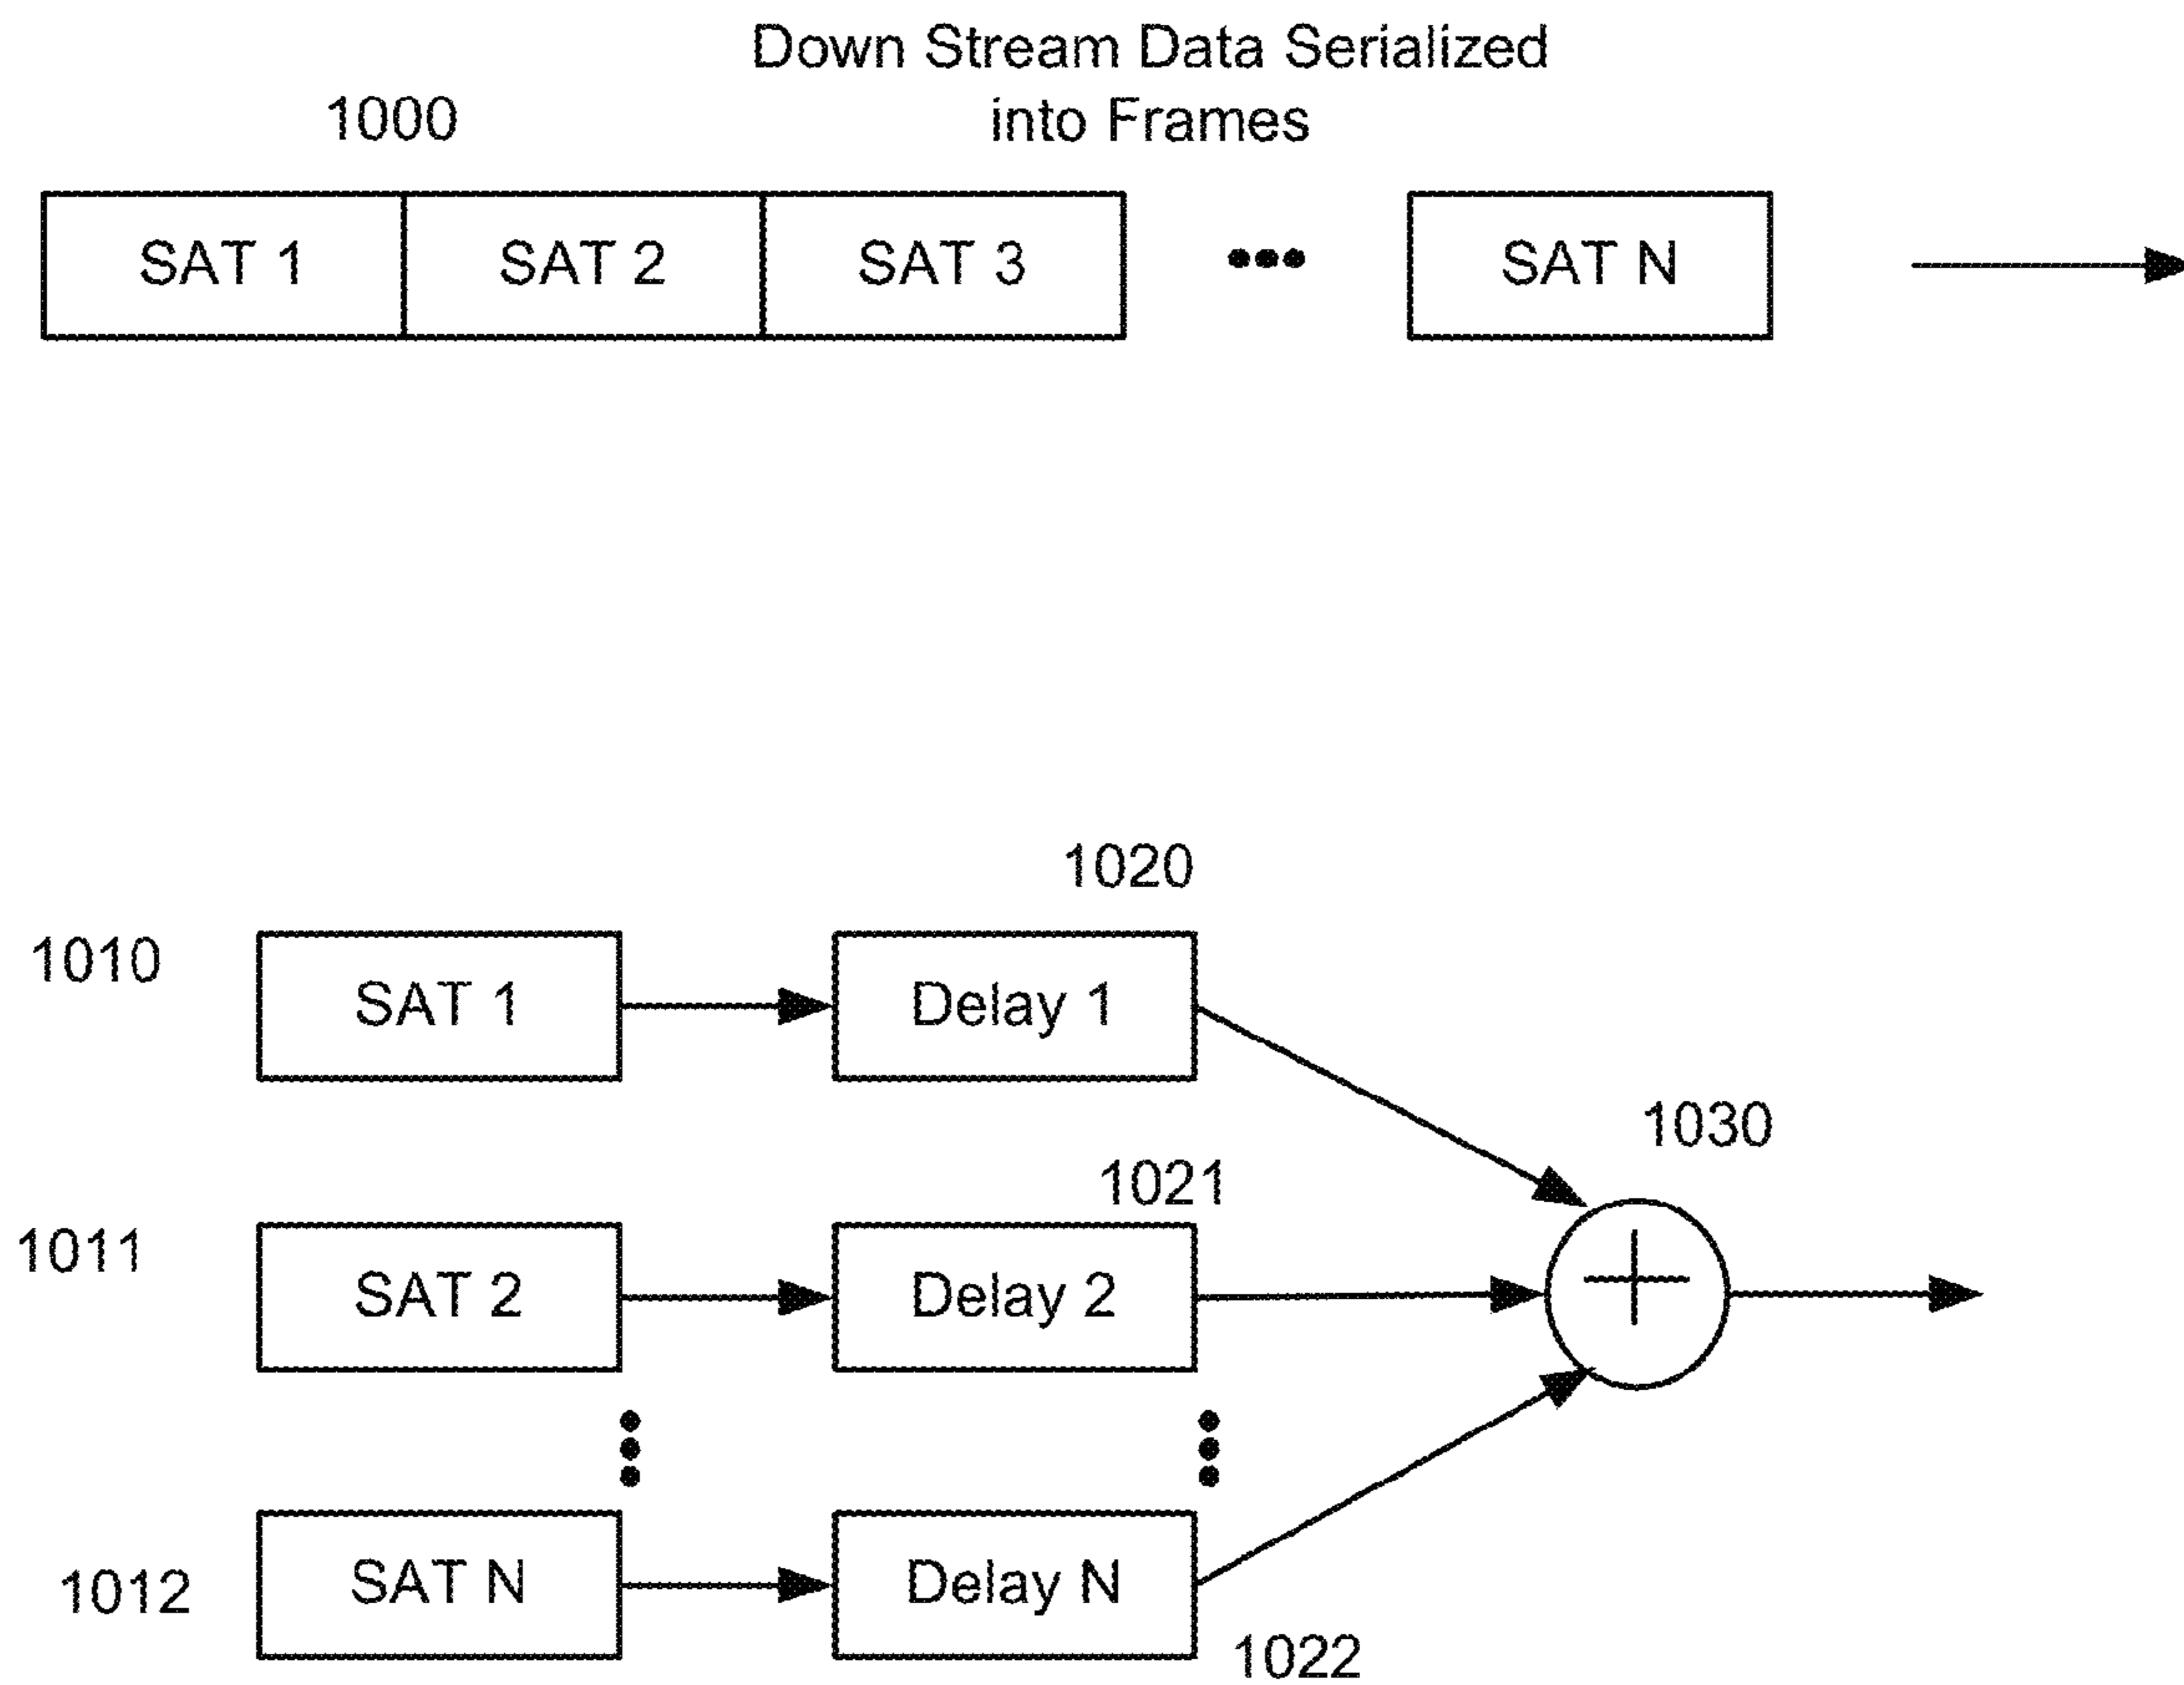 Down Stream Data Serialized
into Frames
1000
SAT 1 SAT 2 SAT 3 SAT N
1020
1010
SAT 1 Delay 1
1030
1021
1011
SAT 2 Delay 2
SAT N Delay N
1012
1022